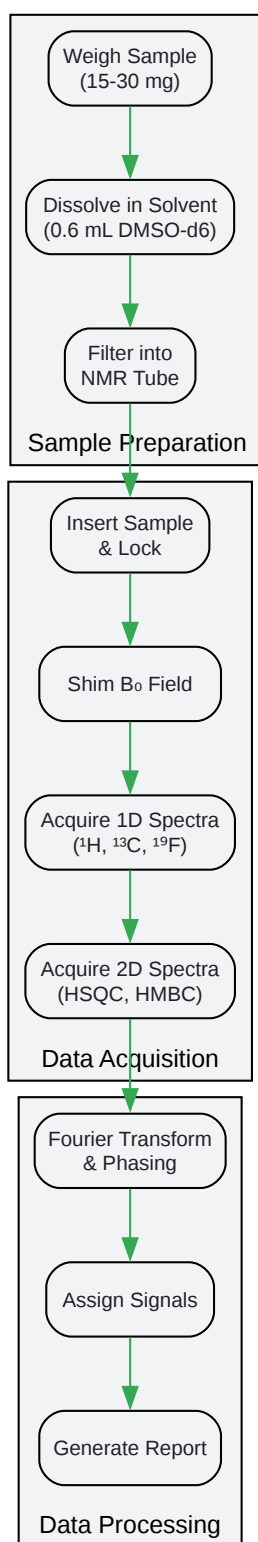 Weigh Sample
(15-30 mg)
Dissolve in Solvent
(0.6 mL DMSO-d6)
Filter into
NMR Tube
Sample Preparation
Insert Sample
& Lock
Shim B₀ Field
Acquire 1D Spectra
(¹H, ¹³C, ¹⁹F)
Acquire 2D Spectra
(HSQC, HMBC)
Data Acquisition
Fourier Transform
& Phasing
Assign Signals
Generate Report
Data Processing